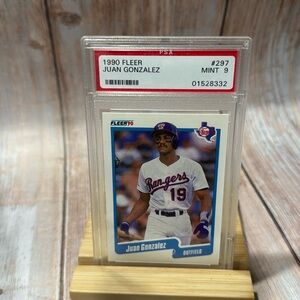 PSA
1990 FLEER #297
JUAN GONZALEZ MINT 9
01528332
FLEER '90
Rangers
19
Juan Gonzalez
OUTFIELD